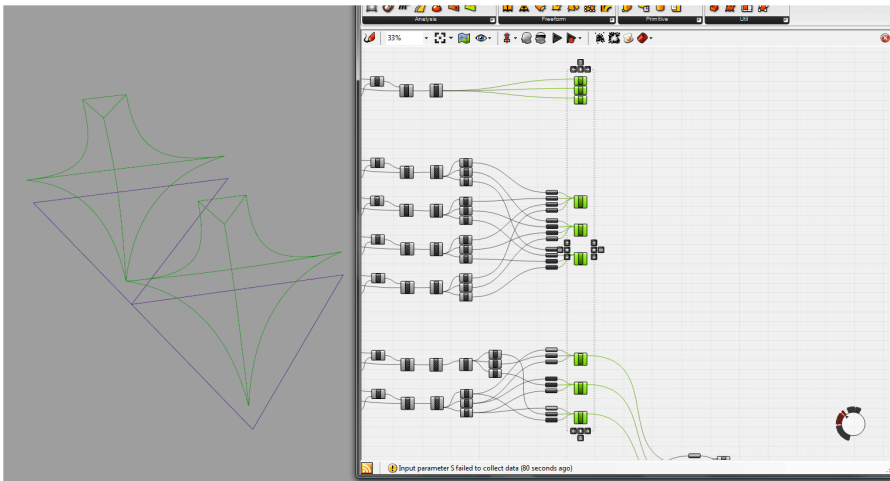 Analysis
Freeform
Primitive
Util
33%
Input parameter S failed to collect data (80 seconds ago)